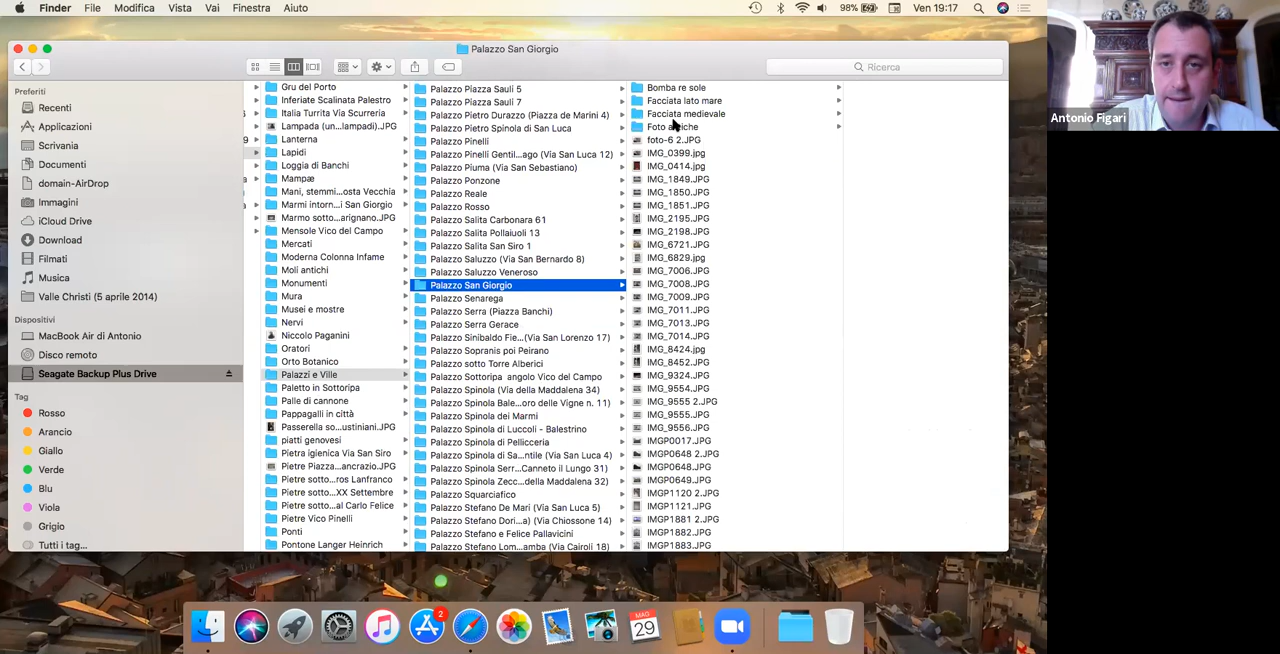 Finder File Modifica Vista Vai Finestra Aiuto 98% Ven 19:17
Palazzo San Giorgio
Ricerca
Preferiti
Recenti
Applicazioni
Scrivania
Documenti
domain-AirDrop
Immagini
iCloud Drive
Download
Filmati
Musica
Valle Christi (5 aprile 2014)
Dispositivi
MacBook Air di Antonio
Disco remoto
Seagate Backup Plus Drive
Tag
Rosso
Arancio
Giallo
Verde
Blu
Viola
Grigio
Tutti i tag...
Gru del Porto
Inferiate Scalinata Palestro
Italia Turrita Via Scurreria
Lampada (un...lampadi).JPG
Lanterna
Lapidi
Loggia di Banchi
Mampæ
Mani, stemmi...osta Vecchia
Marmi intorn...i San Giorgio
Marmo sotto...arignano.JPG
Mensole Vico del Campo
Mercati
Moderna Colonna Infame
Moli antichi
Monumenti
Mura
Musei e mostre
Nervi
Niccolo Paganini
Oratori
Orto Botanico
Palazzi e Ville
Paletto in Sottoripa
Palle di cannone
Pappagalli in città
Passerella so...ustiniani.JPG
piatti genovesi
Pietra igienica Via San Siro
Pietre Piazza...ancrazio.JPG
Pietre sotto...ros Lanfranco
Pietre sotto...XX Settembre
Pietre sotto...al Carlo Felice
Pietre Vico Pinelli
Ponti
Pontone Langer Heinrich
Palazzo Piazza Sauli 5
Palazzo Piazza Sauli 7
Palazzo Pietro Durazzo (Piazza de Marini 4)
Palazzo Pietro Spinola di San Luca
Palazzo Pinelli
Palazzo Pinelli Gentil...ago (Via San Luca 12)
Palazzo Piuma (Via San Sebastiano)
Palazzo Ponzone
Palazzo Reale
Palazzo Rosso
Palazzo Salita Carbonara 61
Palazzo Salita Pollaiuoli 13
Palazzo Salita San Siro 1
Palazzo Saluzzo (Via San Bernardo 8)
Palazzo Saluzzo Veneroso
Palazzo San Giorgio
Palazzo Senarega
Palazzo Serra (Piazza Banchi)
Palazzo Serra Gerace
Palazzo Sinibaldo Fie...(Via San Lorenzo 17)
Palazzo Sopranis poi Peirano
Palazzo sotto Torre Alberici
Palazzo Sottoripa angolo Vico del Campo
Palazzo Spinola (Via della Maddalena 34)
Palazzo Spinola Bale...oro delle Vigne n. 11)
Palazzo Spinola dei Marmi
Palazzo Spinola di Luccoli - Balestrino
Palazzo Spinola di Pellicceria
Palazzo Spinola di Sa...ntile (Via San Luca 4)
Palazzo Spinola Serr...Canneto il Lungo 31)
Palazzo Spinola Zecc...della Maddalena 32)
Palazzo Squarciafico
Palazzo Stefano De Mari (Via San Luca 5)
Palazzo Stefano Dori...a) (Via Chiossone 14)
Palazzo Stefano e Felice Pallavicini
Palazzo Stefano Lom...amba (Via Cairoli 18)
Bomba re sole
Facciata lato mare
Facciata medievale
Foto
foto-6 2.JPG
IMG_0399.jpg
IMG_0414.jpg
IMG_1849.JPG
IMG_1850.JPG
IMG_1851.JPG
IMG_2195.JPG
IMG_2198.JPG
IMG_6721.JPG
IMG_6829.jpg
IMG_7006.JPG
IMG_7008.JPG
IMG_7009.JPG
IMG_7011.JPG
IMG_7013.JPG
IMG_7014.JPG
IMG_8424.jpg
IMG_8452.JPG
IMG_9324.JPG
IMG_9554.JPG
IMG_9555 2.JPG
IMG_9555.JPG
IMG_9556.JPG
IMGP0017.JPG
IMGP0648 2.JPG
IMGP0648.JPG
IMGP0649.JPG
IMGP1120 2.JPG
IMGP1121.JPG
IMGP1881 2.JPG
IMGP1882.JPG
IMGP1883.JPG
Antonio Figari
2
MAG
29